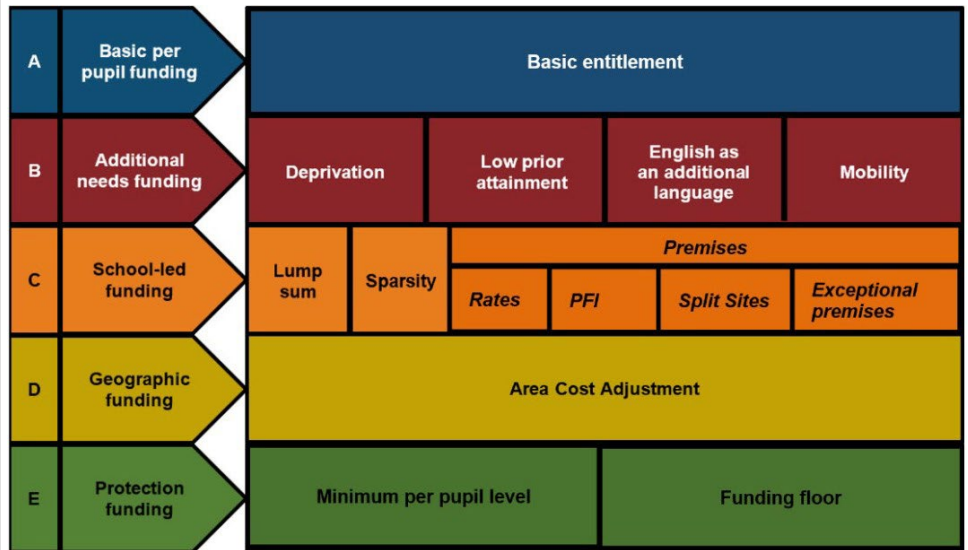 A
Basic per
pupil funding
Basic entitlement
B
Additional
needs funding
Deprivation
Low prior
attainment
English as
an additional
language
Mobility
C
School-led
funding
Lump
sum
Sparsity
Premises
Rates
PFI
Split Sites
Exceptional
premises
D
Geographic
funding
Area Cost Adjustment
E
Protection
funding
Minimum per pupil level
Funding floor